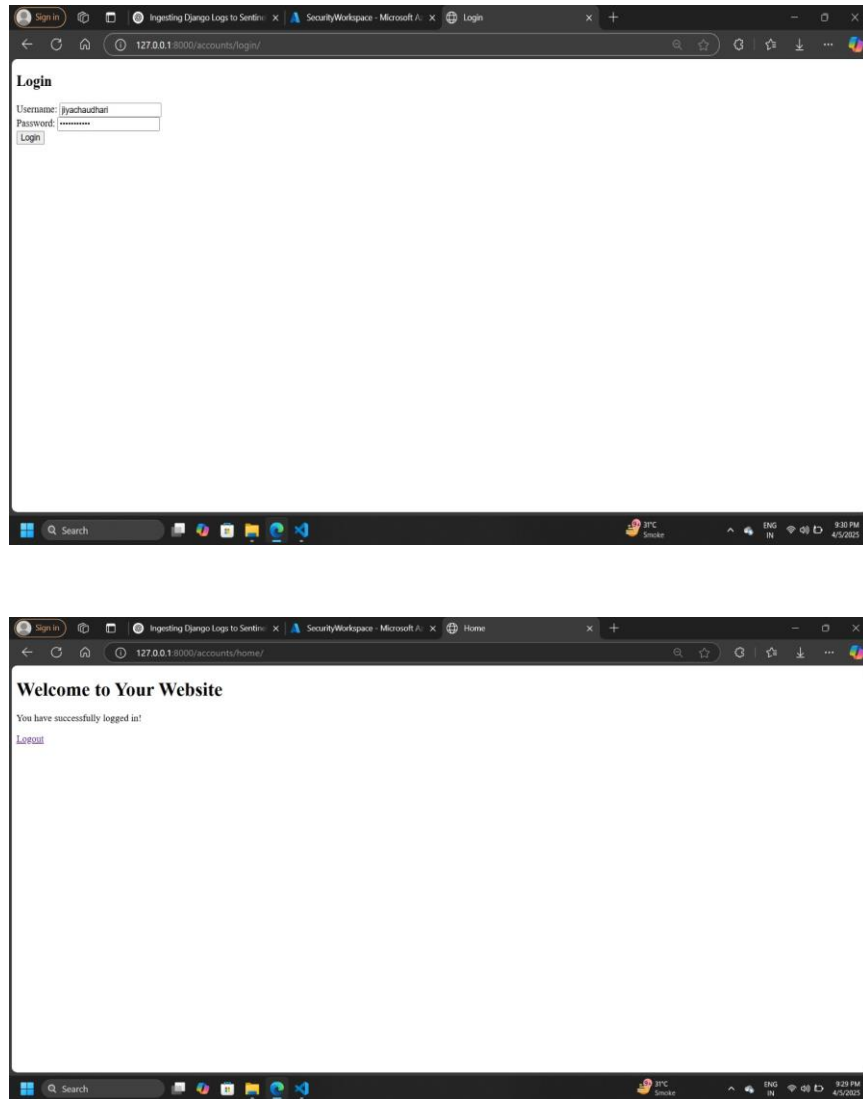 Sign in Ingesting Django Logs to Sentine SecurityWorkspace - Microsoft A Login
127.0.0.1:8000/accounts/login/
Login
Username: jiyachaudhari
Password: •••••••••••
Login
Search 31°C Smoke ENG IN 9:30 PM 4/5/2025
Sign in Ingesting Django Logs to Sentine SecurityWorkspace - Microsoft A Home
127.0.0.1:8000/accounts/home/
Welcome to Your Website
You have successfully logged in!
Logout
Search 31°C Smoke ENG IN 9:29 PM 4/5/2025